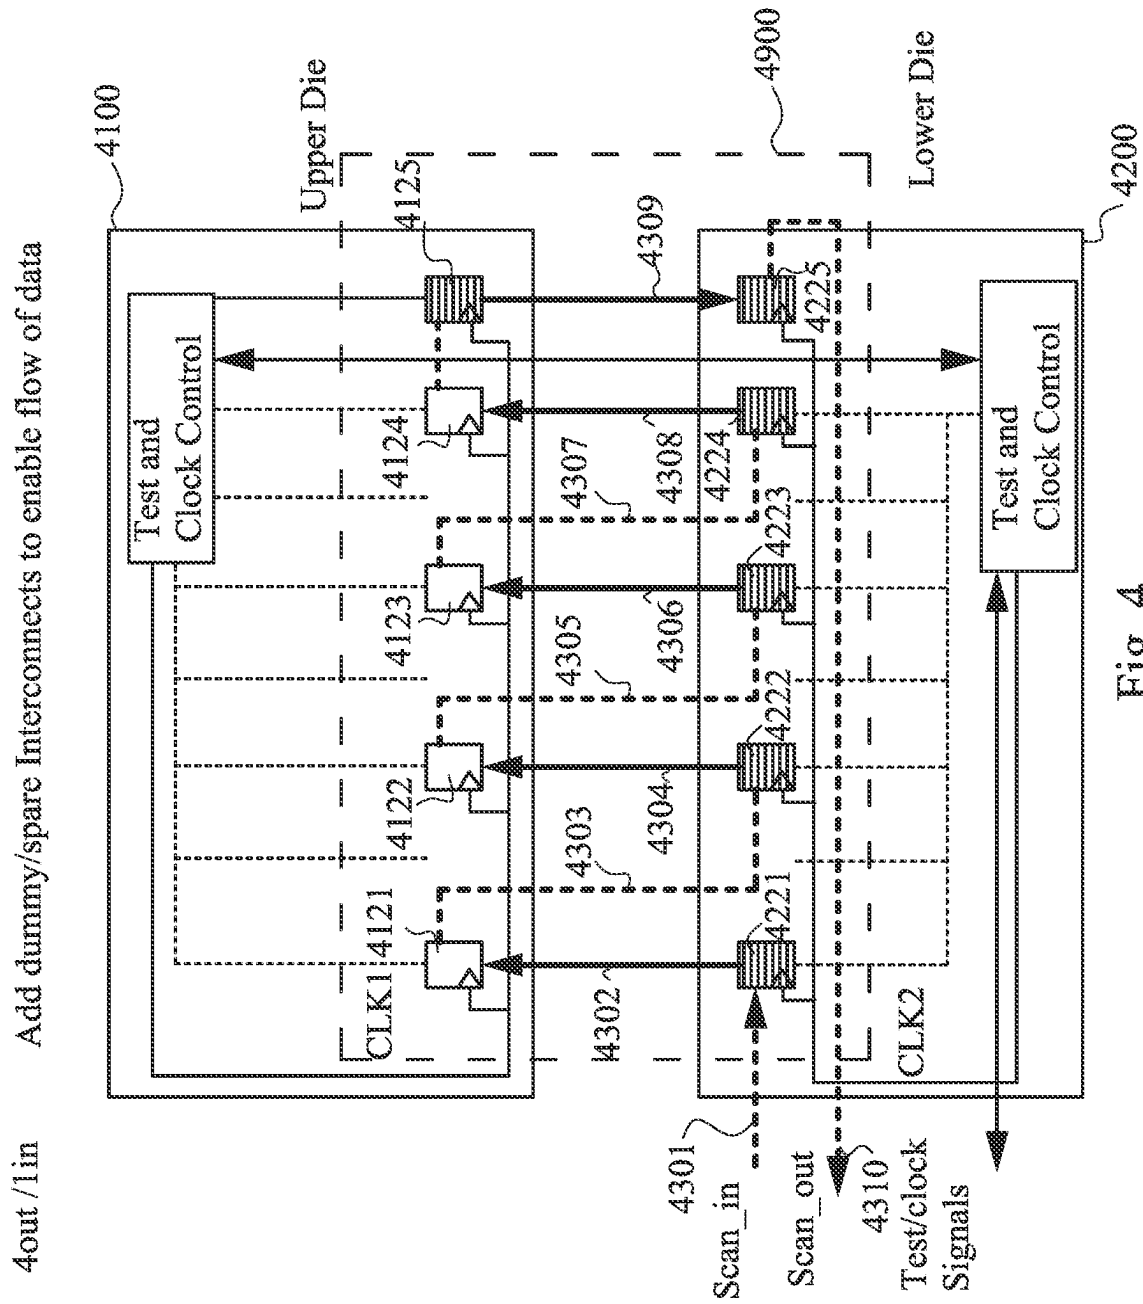 4out /1in Add dummy/spare Interconnects to enable flow of data
4100
Upper Die
Test and
Clock Control
CLK1
4121
4122
4123
4124
4125
4900
4301
Scan_in
4302
4303
4304
4305
4306
4307
4308
4309
4221
4222
4223
4224
4225
Scan_out
4310
CLK2
Test/clock
Signals
Test and
Clock Control
Lower Die
4200
Fig. 4